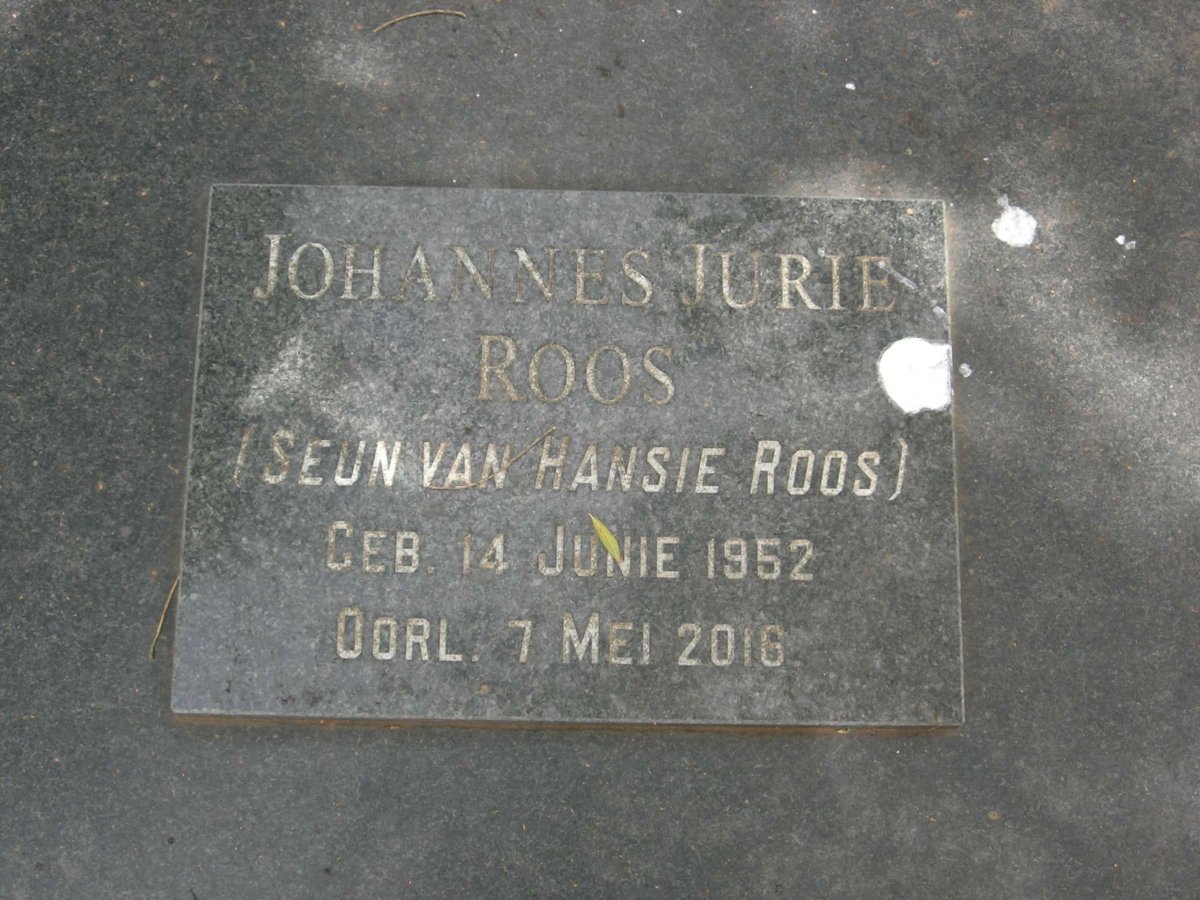 JOHANNES JURIE
ROOS
(SEUN VAN HANSIE ROOS)
GEB. 14 JUNIE 1952
OORL. 7 MEI 2016.